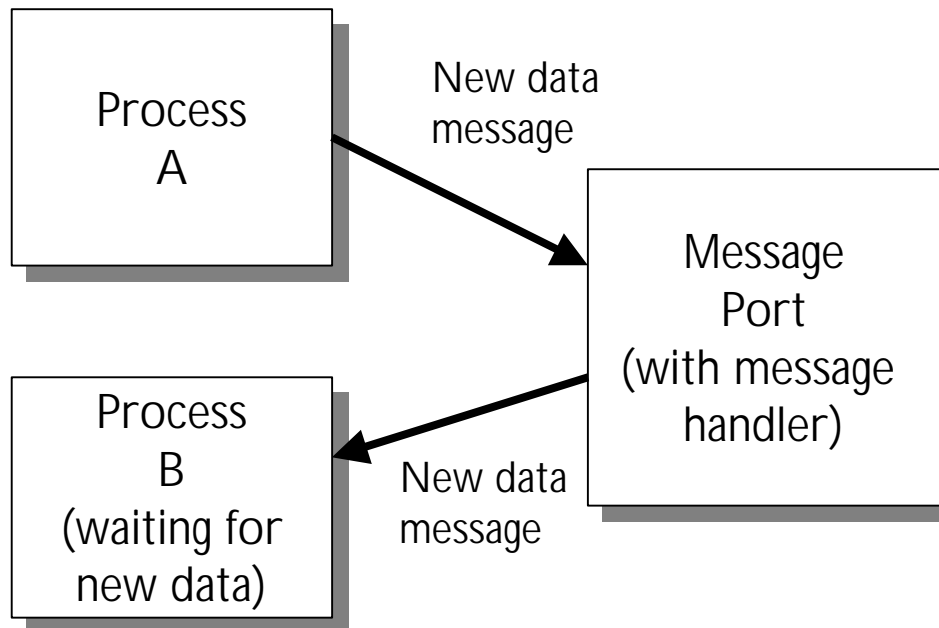 Process
A
New data
message
Message
Port
(with message
handler)
Process
B
(waiting for
new data)
New data
message